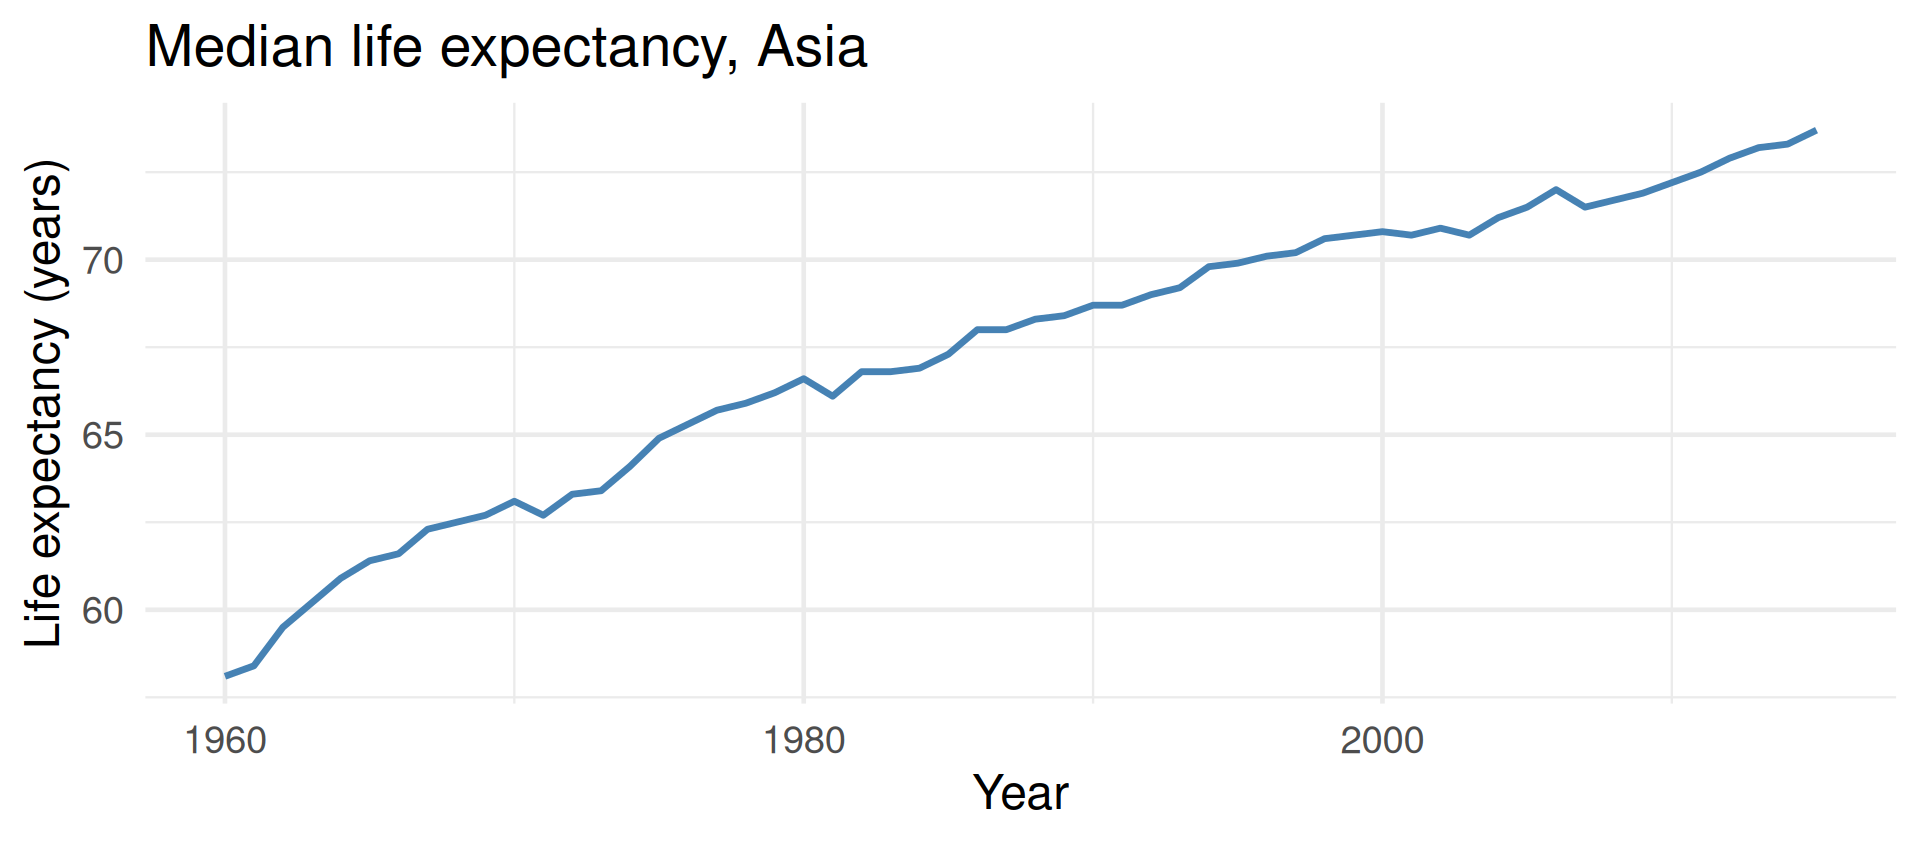 Median life expectancy, Asia
Life expectancy (years)
70
65
60
1960 1980 2000
Year